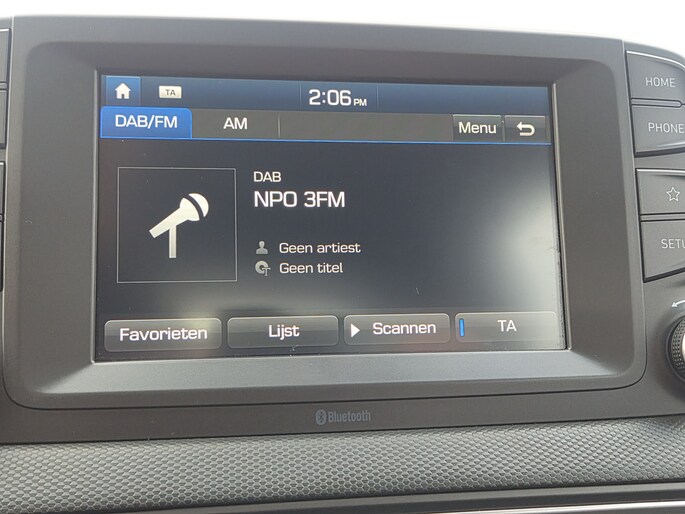 TA
2:06 PM
DAB/FM AM Menu
DAB
NPO 3FM
Geen artiest
Geen titel
Favorieten Lijst Scannen TA
HOME
PHONE
SETU
Bluetooth